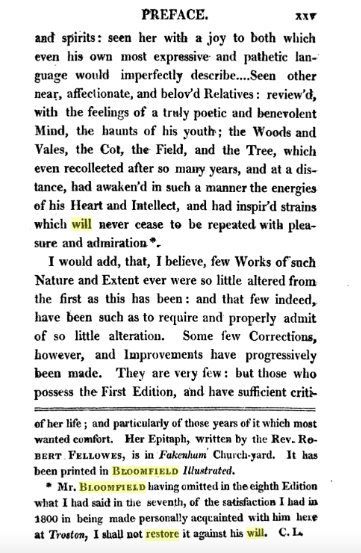 PREFACE. xxv
and spirits: seen her with a joy to both which
even his own most expressive and pathetic lan-
guage would imperfectly describe....Seen other
near, affectionate, and belov'd Relatives: review'd,
with the feelings of a truly poetic and benevolent
Mind, the haunts of his youth; the Woods and
Vales, the Cot, the Field, and the Tree, which
even recollected after so many years, and at a dis-
tance, had awaken'd in such a manner the energies
of his Heart and Intellect, and had inspir'd strains
which will never cease to be repeated with plea-
sure and admiration *.
I would add, that, I believe, few Works of such
Nature and Extent ever were so little altered from
the first as this has been: and that few indeed,
have been such as to require and properly admit
of so little alteration. Some few Corrections,
however, and Improvements have progressively
been made. They are very few: but those who
possess the First Edition, and have sufficient criti-
of her life; and particularly of those years of it which most
wanted comfort. Her Epitaph, written by the Rev. Ro-
bert Fellowes, is in Fakenham Church-yard. It has
been printed in Bloomfield Illustrated.
* Mr. Bloomfield having omitted in the eighth Edition
what I had said in the seventh, of the satisfaction I had in
1800 in being made personally acquainted with him here
at Troston, I shall not restore it against his will. C. L.